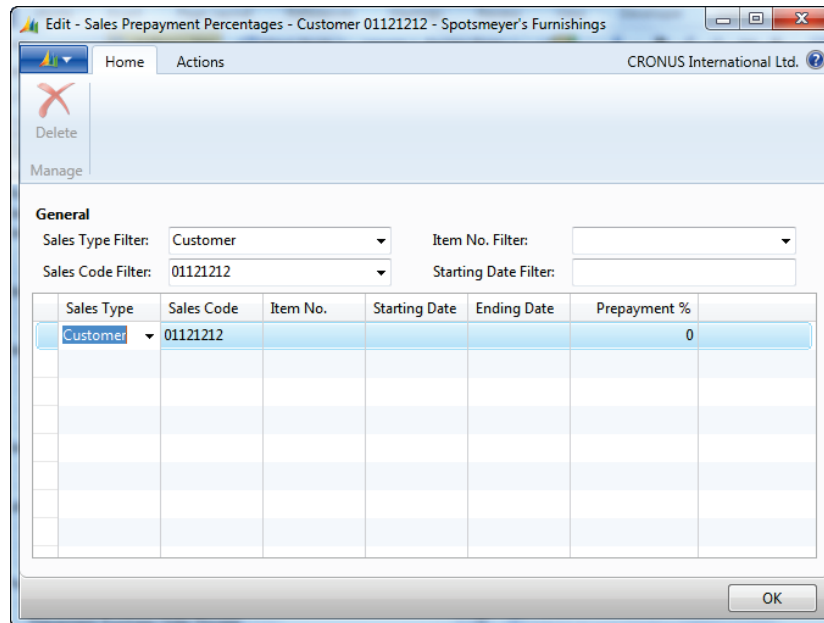 Edit - Sales Prepayment Percentages - Customer 01121212 - Spotsmeyer's Furnishings
Home Actions CRONUS International Ltd.
Delete
Manage
General
Sales Type Filter: Customer Item No. Filter:
Sales Code Filter: 01121212 Starting Date Filter:
Sales Type Sales Code Item No. Starting Date Ending Date Prepayment %
Customer 01121212 0
OK